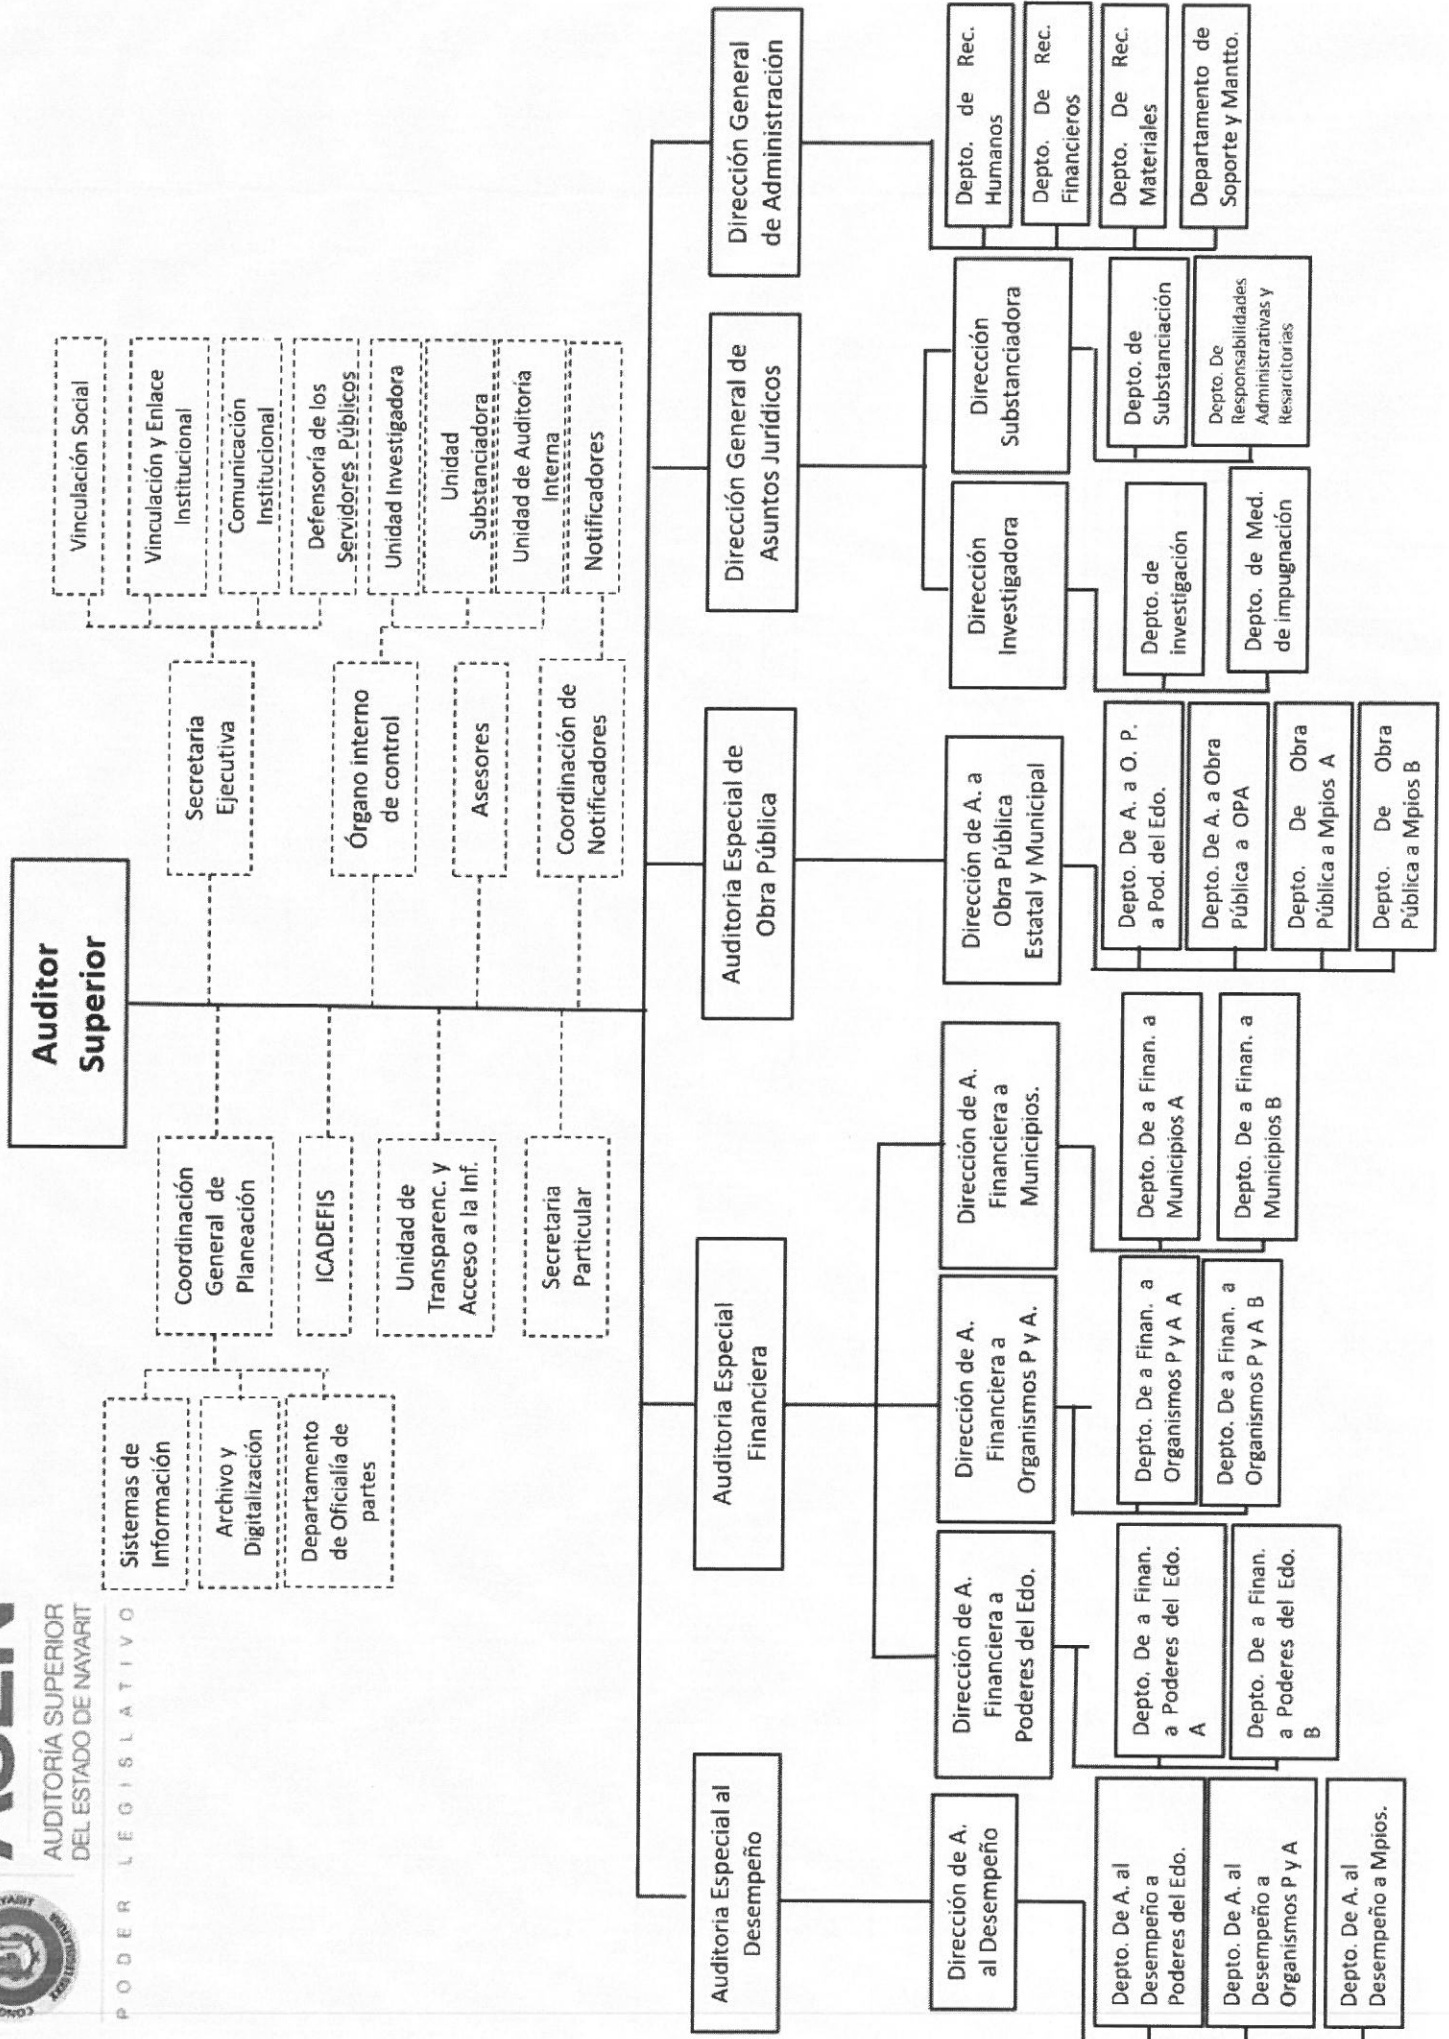 ASEN
AUDITORÍA SUPERIOR
DEL ESTADO DE NAYARIT
PODER LEGISLATIVO
Auditor
Superior
Coordinación
General de
Planeación
Sistemas de
Información
Archivo y
Digitalización
Departamento
de Oficialía de
partes
ICADEFIS
Unidad de
Transparenc. y
Acceso a la Inf.
Secretaria
Particular
Secretaria
Ejecutiva
Vinculación Social
Vinculación y Enlace
Institucional
Comunicación
Institucional
Defensoría de los
Servidores Públicos
Órgano interno
de control
Unidad Investigadora
Unidad
Substanciadora
Unidad de Auditoría
Interna
Asesores
Coordinación de
Notificadores
Notificadores
Auditoria Especial al
Desempeño
Dirección de A.
al Desempeño
Depto. De A. al
Desempeño a
Poderes del Edo.
Depto. De A. al
Desempeño a
Organismos P y A
Depto. De A. al
Desempeño a Mpios.
Auditoria Especial
Financiera
Dirección de A.
Financiera a
Poderes del Edo.
Depto. De a Finan.
a Poderes del Edo.
A
Depto. De a Finan.
a Poderes del Edo.
B
Dirección de A.
Financiera a
Organismos P y A.
Depto. De a Finan. a
Organismos P y A A
Depto. De a Finan. a
Organismos P y A B
Dirección de A.
Financiera a
Municipios.
Depto. De a Finan. a
Municipios A
Depto. De a Finan. a
Municipios B
Auditoria Especial de
Obra Pública
Dirección de A. a
Obra Pública
Estatal y Municipal
Depto. De A. a O. P.
a Pod. del Edo.
Depto. De A. a Obra
Pública a OPA
Depto. De Obra
Pública a Mpios A
Depto. De Obra
Pública a Mpios B
Dirección General de
Asuntos Jurídicos
Dirección
Investigadora
Depto. de
investigación
Depto. de Med.
de impugnación
Dirección
Substanciadora
Depto. de
Substanciación
Depto. De
Responsabilidades
Administrativas y
Resarcitorias
Dirección General
de Administración
Depto. de Rec.
Humanos
Depto. De Rec.
Financieros
Depto. De Rec.
Materiales
Departamento de
Soporte y Mantto.